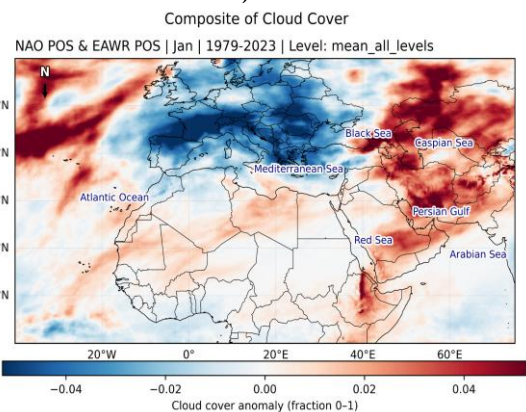 Composite of Cloud Cover
NAO POS & EAWR POS | Jan | 1979-2023 | Level: mean_all_levels
N
N
Black Sea
Caspian Sea
N
Mediterranean Sea
Atlantic Ocean
N
Persian Gulf
Red Sea
N
Arabian Sea
N
20°W 0° 20°E 40°E 60°E
−0.04 −0.02 0.00 0.02 0.04
Cloud cover anomaly (fraction 0–1)